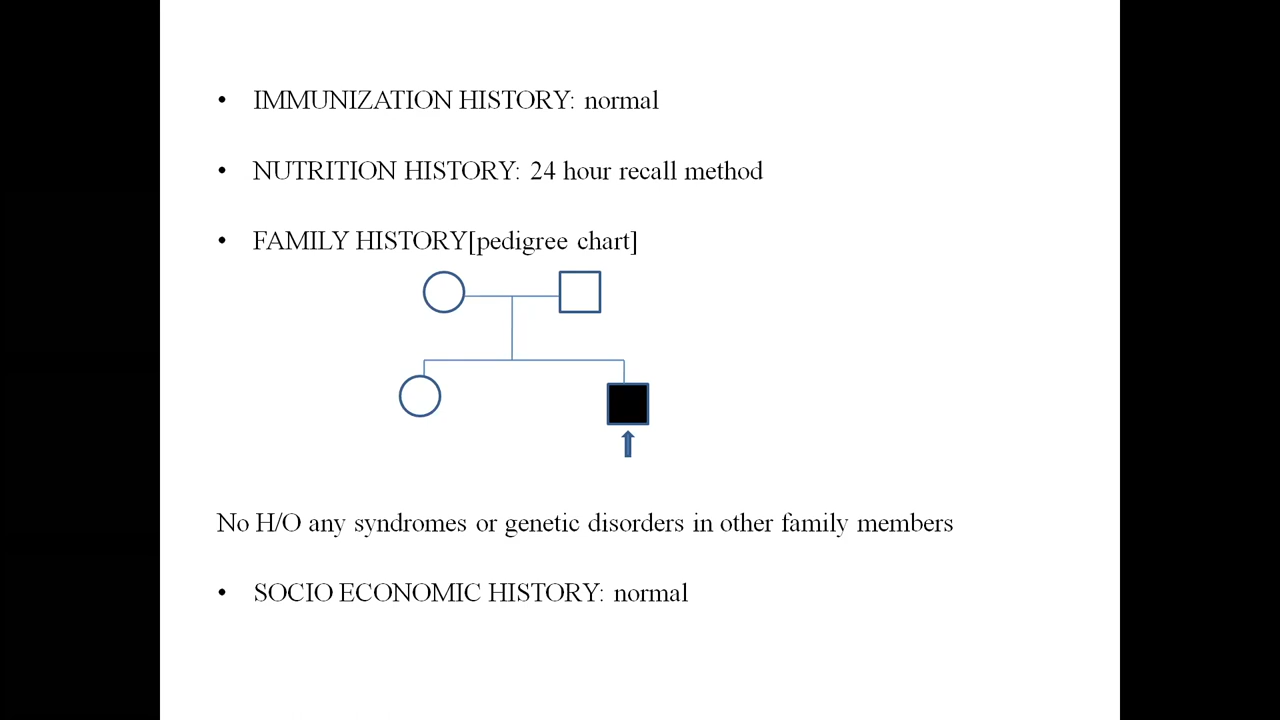 • IMMUNIZATION HISTORY: normal
• NUTRITION HISTORY: 24 hour recall method
• FAMILY HISTORY[pedigree chart]
No H/O any syndromes or genetic disorders in other family members
• SOCIO ECONOMIC HISTORY: normal